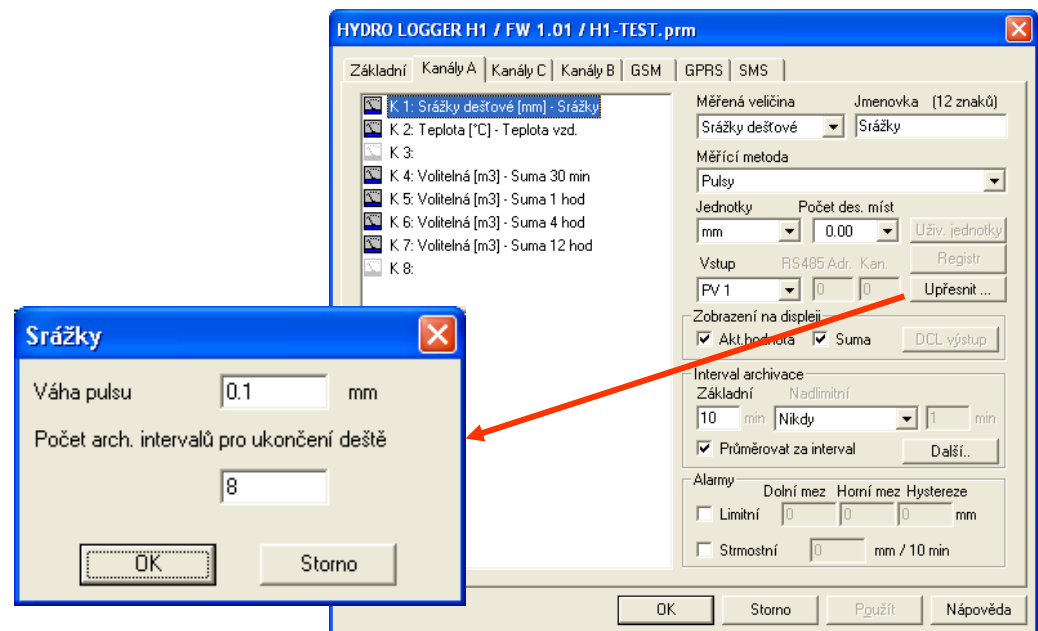 HYDRO LOGGER H1 / FW 1.01 / H1-TEST.prm
Základní Kanály A Kanály C Kanály B GSM GPRS SMS
K 1: Srážky dešťové [mm] - Srážky
K 2: Teplota [°C] - Teplota vzd.
K 3:
K 4: Volitelná [m3] - Suma 30 min
K 5: Volitelná [m3] - Suma 1 hod
K 6: Volitelná [m3] - Suma 4 hod
K 7: Volitelná [m3] - Suma 12 hod
K 8:
Měřená veličina Jmenovka (12 znaků)
Srážky dešťové Srážky
Měřící metoda
Pulsy
Jednotky Počet des. míst
mm 0.00 Uživ. jednotky
Vstup RS485 Adr. Kan. Registr
PV 1 0 0 Upřesnit ...
Zobrazení na displeji
Akt.hodnota Suma DCL výstup
Interval archivace
Základní Nadlimitní
10 min Nikdy 1 min
Průměrovat za interval Další..
Alarmy
Dolní mez Horní mez Hystereze
Limitní 0 0 0 mm
Strmostní 0 mm / 10 min
OK Storno Použít Nápověda
Srážky
Váha pulsu 0.1 mm
Počet arch. intervalů pro ukončení deště
8
OK Storno